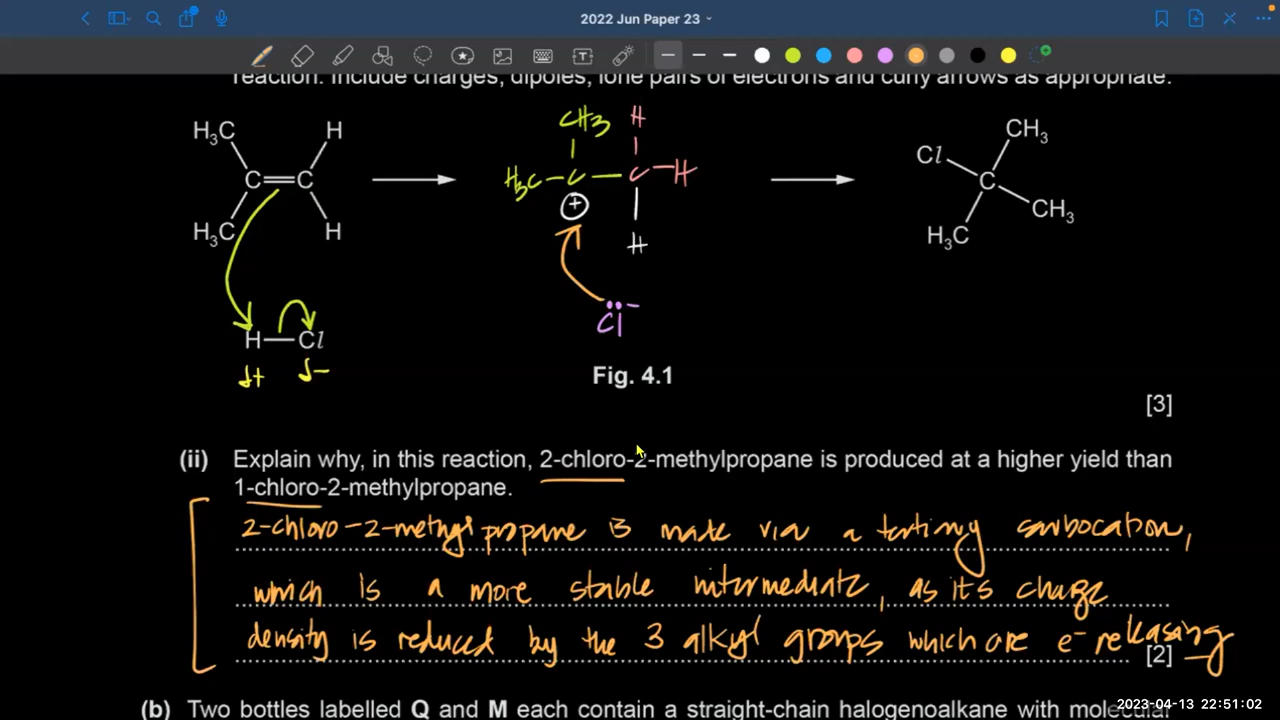 2022 Jun Paper 23
reaction. Include charges, dipoles, lone pairs of electrons and curly arrows as appropriate.
H₃C H
C C
H₃C H
H Cl
δ+ δ−
CH3 H
H₃C C C H
+
H
Cl −
CH₃
Cl
C
CH₃
H₃C
Fig. 4.1
[3]
(ii) Explain why, in this reaction, 2-chloro-2-methylpropane is produced at a higher yield than
1-chloro-2-methylpropane.
2-chloro-2-methylpropane is made via a tertiary carbocation,
which is a more stable intermediate, as it's charge
density is reduced by the 3 alkyl groups which are e⁻ releasing
[2]
(b) Two bottles labelled Q and M each contain a straight-chain halogenoalkane with molecular
2023-04-13 22:51:02